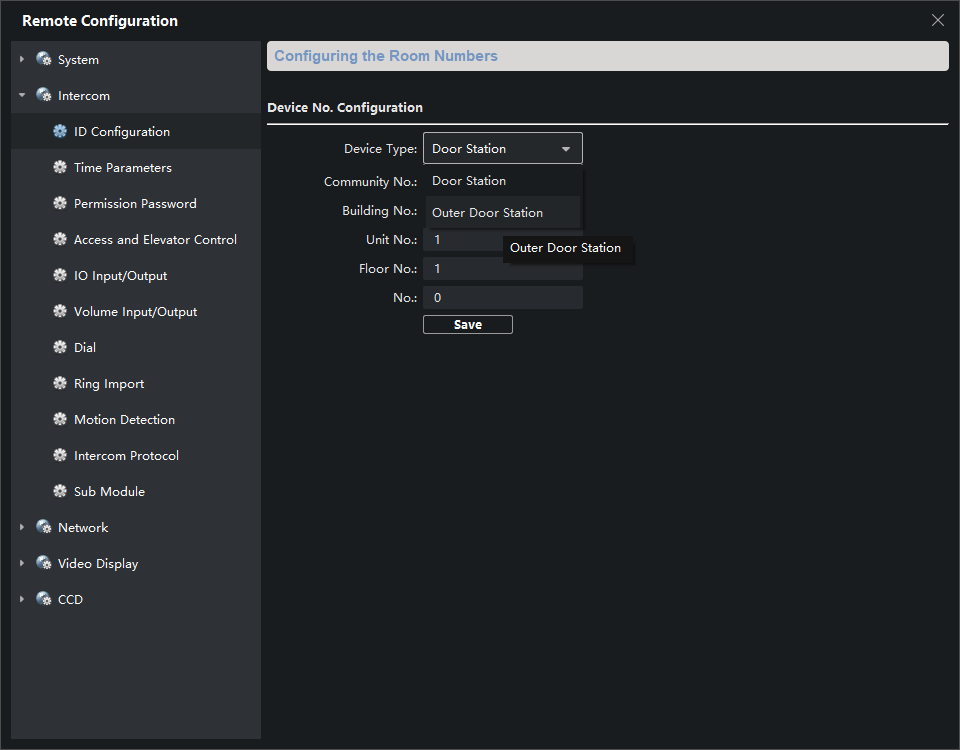 Remote Configuration
System
Intercom
ID Configuration
Time Parameters
Permission Password
Access and Elevator Control
IO Input/Output
Volume Input/Output
Dial
Ring Import
Motion Detection
Intercom Protocol
Sub Module
Network
Video Display
CCD
Configuring the Room Numbers
Device No. Configuration
Device Type: Door Station
Community No.: Door Station
Building No.: Outer Door Station
Unit No.: 1
Outer Door Station
Floor No.: 1
No.: 0
Save